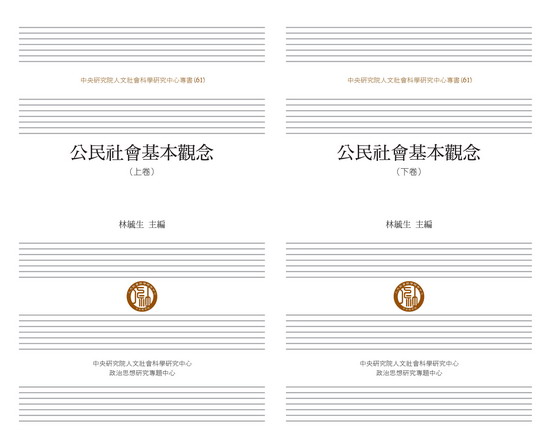 中央研究院人文社會科學研究中心專書(61)
公民社會基本觀念
（上卷）
林毓生 主編
中央研究院人文社會科學研究中心
政治思想研究專題中心
中央研究院人文社會科學研究中心專書(61)
公民社會基本觀念
（下卷）
林毓生 主編
中央研究院人文社會科學研究中心
政治思想研究專題中心